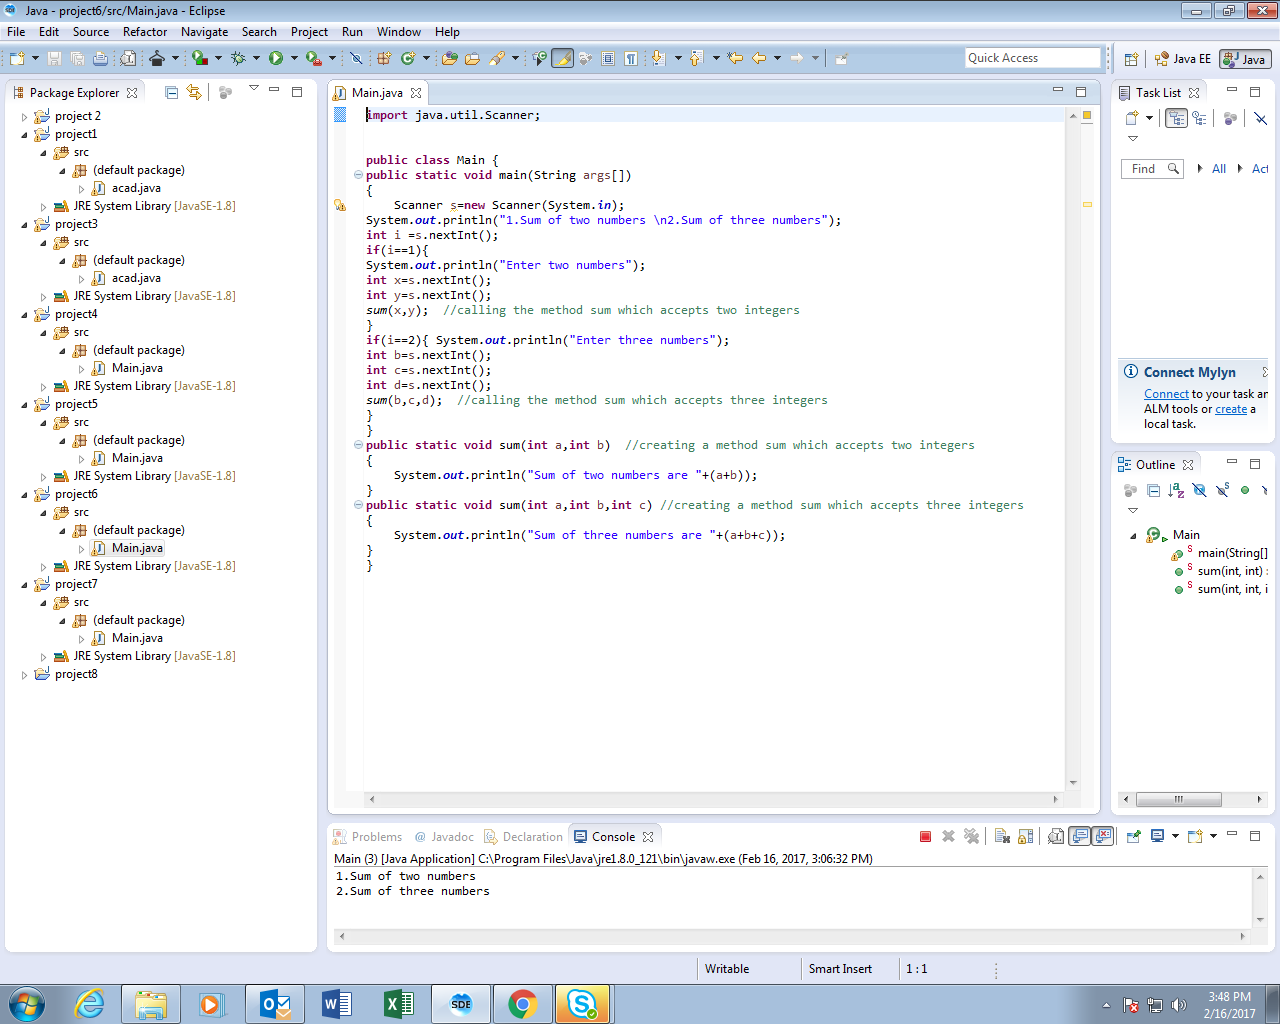 Java - project6/src/Main.java - Eclipse
File Edit Source Refactor Navigate Search Project Run Window Help
Quick Access
Java EE
Java
Package Explorer
project 2
project1
src
(default package)
acad.java
JRE System Library [JavaSE-1.8]
project3
src
(default package)
acad.java
JRE System Library [JavaSE-1.8]
project4
src
(default package)
Main.java
JRE System Library [JavaSE-1.8]
project5
src
(default package)
Main.java
JRE System Library [JavaSE-1.8]
project6
src
(default package)
Main.java
JRE System Library [JavaSE-1.8]
project7
src
(default package)
Main.java
JRE System Library [JavaSE-1.8]
project8
Main.java
import java.util.Scanner;
public class Main {
public static void main(String args[])
{
Scanner s=new Scanner(System.in);
System.out.println("1.Sum of two numbers \n2.Sum of three numbers");
int i =s.nextInt();
if(i==1){
System.out.println("Enter two numbers");
int x=s.nextInt();
int y=s.nextInt();
sum(x,y);  //calling the method sum which accepts two integers
}
if(i==2){ System.out.println("Enter three numbers");
int b=s.nextInt();
int c=s.nextInt();
int d=s.nextInt();
sum(b,c,d);  //calling the method sum which accepts three integers
}
}
public static void sum(int a,int b)  //creating a method sum which accepts two integers
{
System.out.println("Sum of two numbers are "+(a+b));
}
public static void sum(int a,int b,int c) //creating a method sum which accepts three integers
{
System.out.println("Sum of three numbers are "+(a+b+c));
}
}
Task List
Find
All
Act
Connect Mylyn
Connect to your task an
ALM tools or create a
local task.
Outline
Main
main(String[]
sum(int, int) :
sum(int, int, i
Problems @ Javadoc Declaration Console
Main (3) [Java Application] C:\Program Files\Java\jre1.8.0_121\bin\javaw.exe (Feb 16, 2017, 3:06:32 PM)
1.Sum of two numbers
2.Sum of three numbers
Writable
Smart Insert
1 : 1
SDE
3:48 PM
2/16/2017